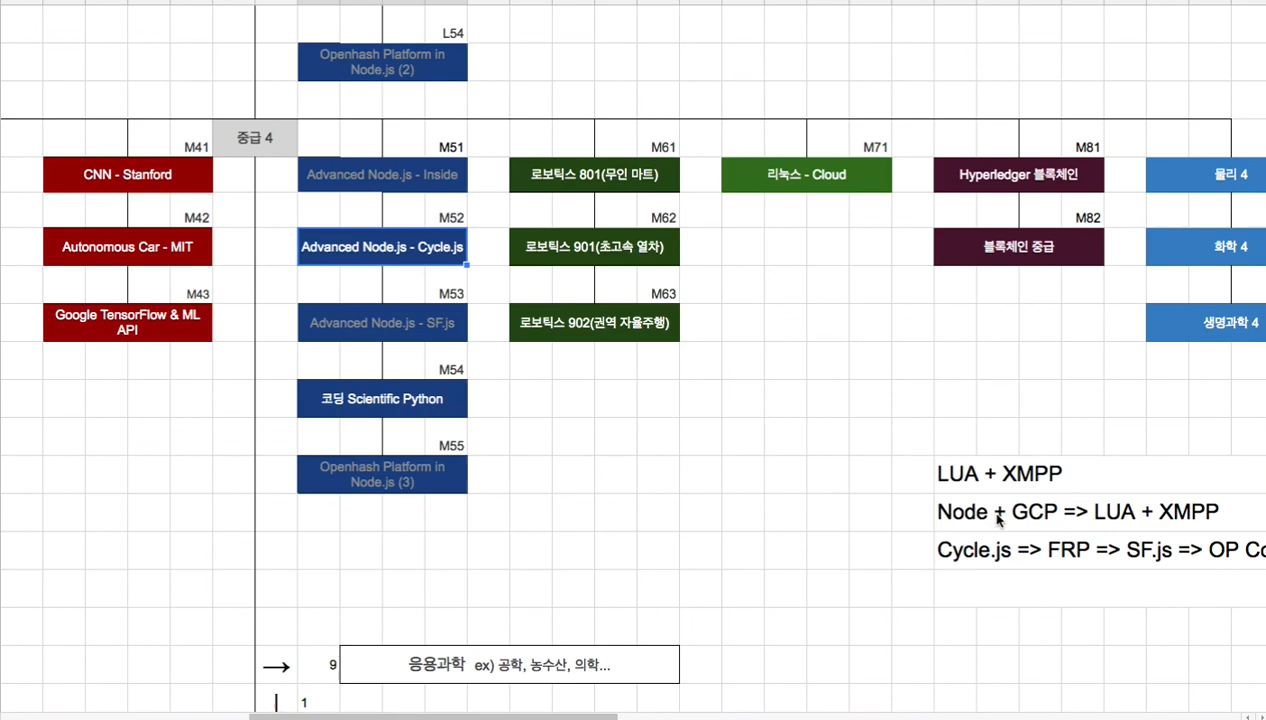 L54
Openhash Platform in
Node.js (2)
중급 4
M41
M51
M61
M71
M81
CNN - Stanford
Advanced Node.js - Inside
로보틱스 801(무인 마트)
리눅스 - Cloud
Hyperledger 블록체인
물리 4
M42
M52
M62
M82
Autonomous Car - MIT
Advanced Node.js - Cycle.js
로보틱스 901(초고속 열차)
블록체인 중급
화학 4
M43
M53
M63
Google TensorFlow & ML
API
Advanced Node.js - SF.js
로보틱스 902(권역 자율주행)
생명과학 4
M54
코딩 Scientific Python
M55
Openhash Platform in
Node.js (3)
LUA + XMPP
Node + GCP => LUA + XMPP
Cycle.js => FRP => SF.js => OP Co
→ 9 응용과학 ex) 공학, 농수산, 의학...
1